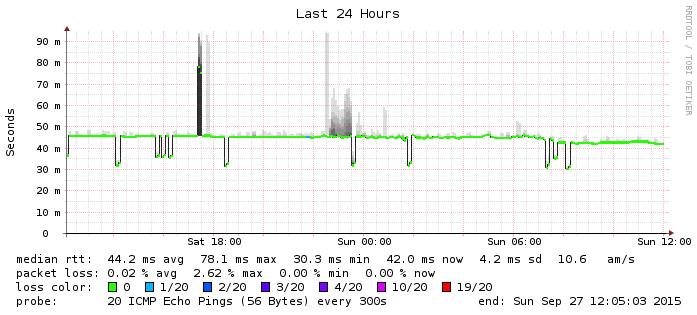 Last 24 Hours
RRDTOOL / TOBI OETIKER
Seconds
90 m
80 m
70 m
60 m
50 m
40 m
30 m
20 m
10 m
0
Sat 18:00 Sun 00:00 Sun 06:00 Sun 12:00
median rtt: 44.2 ms avg 78.1 ms max 30.3 ms min 42.0 ms now 4.2 ms sd 10.6 am/s
packet loss: 0.02 % avg 2.62 % max 0.00 % min 0.00 % now
loss color: 0 1/20 2/20 3/20 4/20 10/20 19/20
probe: 20 ICMP Echo Pings (56 Bytes) every 300s end: Sun Sep 27 12:05:03 2015